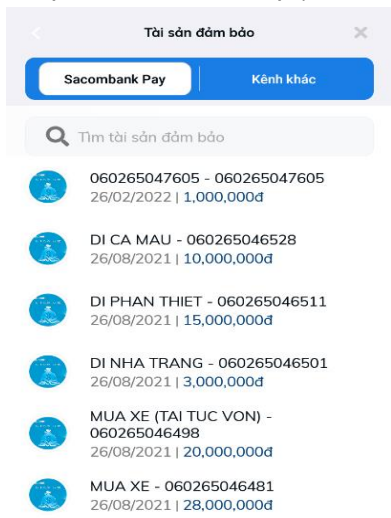 Tài sản đảm bảo
Sacombank Pay
Kênh khác
Tìm tài sản đảm bảo
060265047605 - 060265047605
26/02/2022 | 1,000,000đ
DI CA MAU - 060265046528
26/08/2021 | 10,000,000đ
DI PHAN THIET - 060265046511
26/08/2021 | 15,000,000đ
DI NHA TRANG - 060265046501
26/08/2021 | 3,000,000đ
MUA XE (TAI TUC VON) -
060265046498
26/08/2021 | 20,000,000đ
MUA XE - 060265046481
26/08/2021 | 28,000,000đ